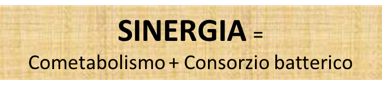 SINERGIA =
Cometabolismo + Consorzio batterico